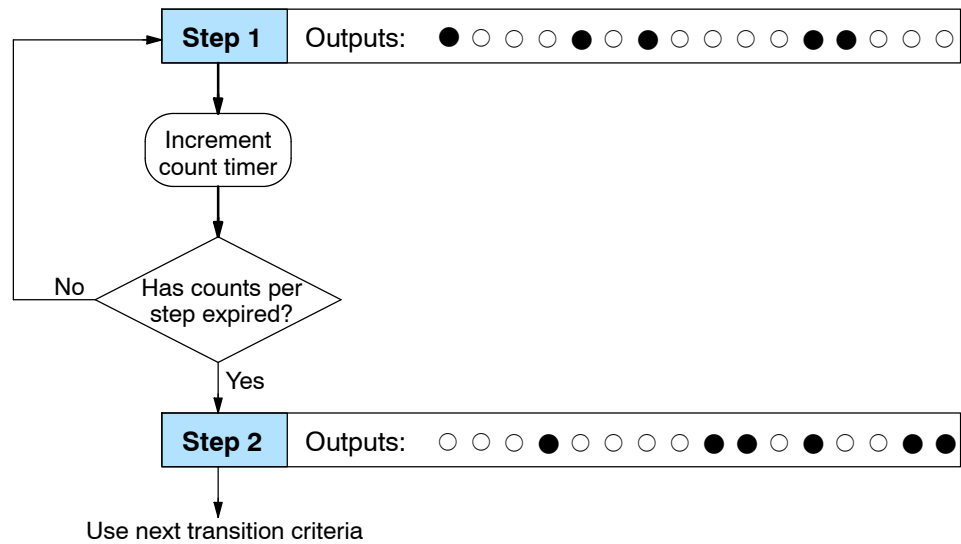 Step 1 Outputs:
Increment
count timer
No
Has counts per
step expired?
Yes
Step 2 Outputs:
Use next transition criteria